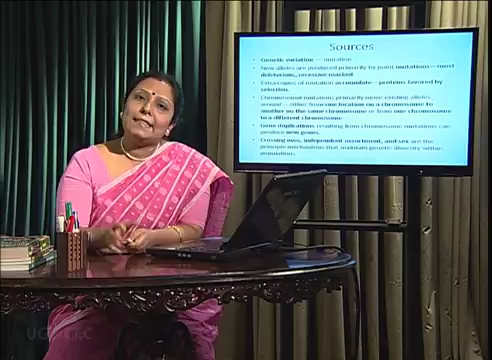 Sources
Genetic variation — mutation
New alleles are produced primarily by point mutations—most
deleterious, recessive masked.
Extra copies of mutation accumulate—proteins favored by
selection.
Chromosomal mutations primarily move existing alleles
around – either from one location on a chromosome to
another on the same chromosome or from one chromosome
to a different chromosome
Gene duplications resulting from chromosome mutations can
produce new genes.
Crossing over, independent assortment, and sex are the
principle mechanisms that maintain genetic diversity within
populations.
UGC CEC